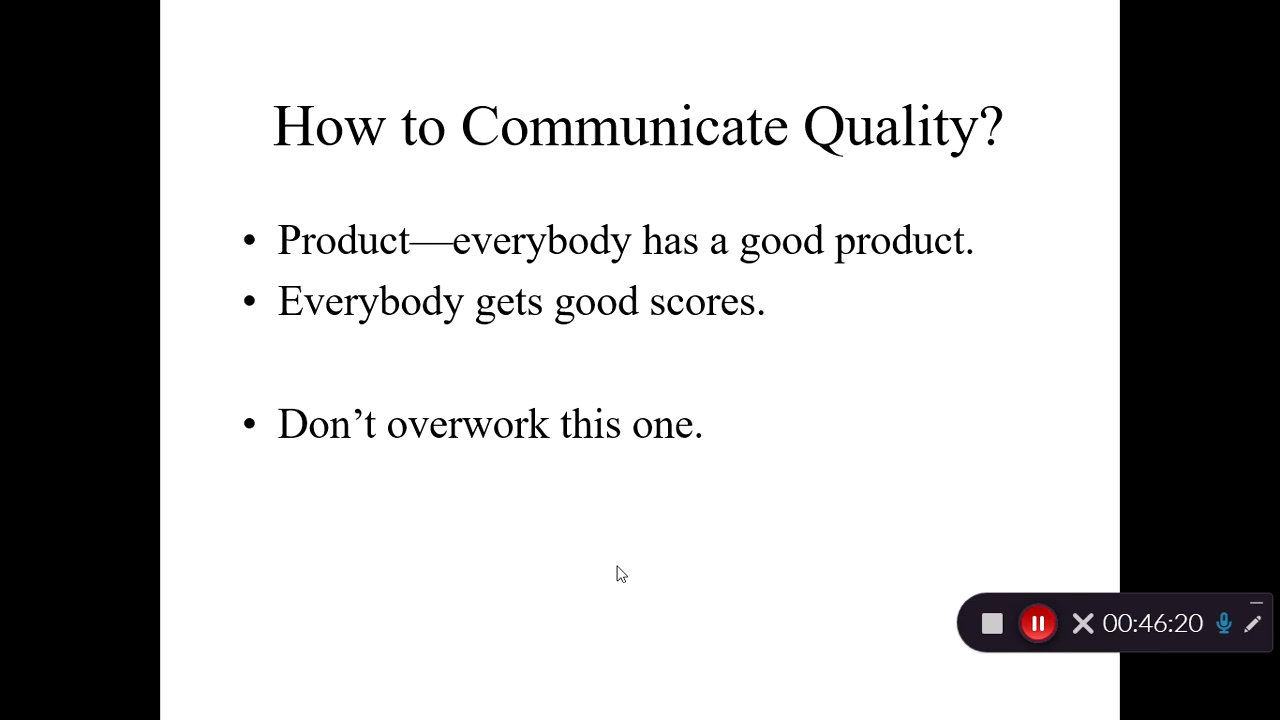 How to Communicate Quality?
• Product—everybody has a good product.
• Everybody gets good scores.
• Don’t overwork this one.
00:46:20